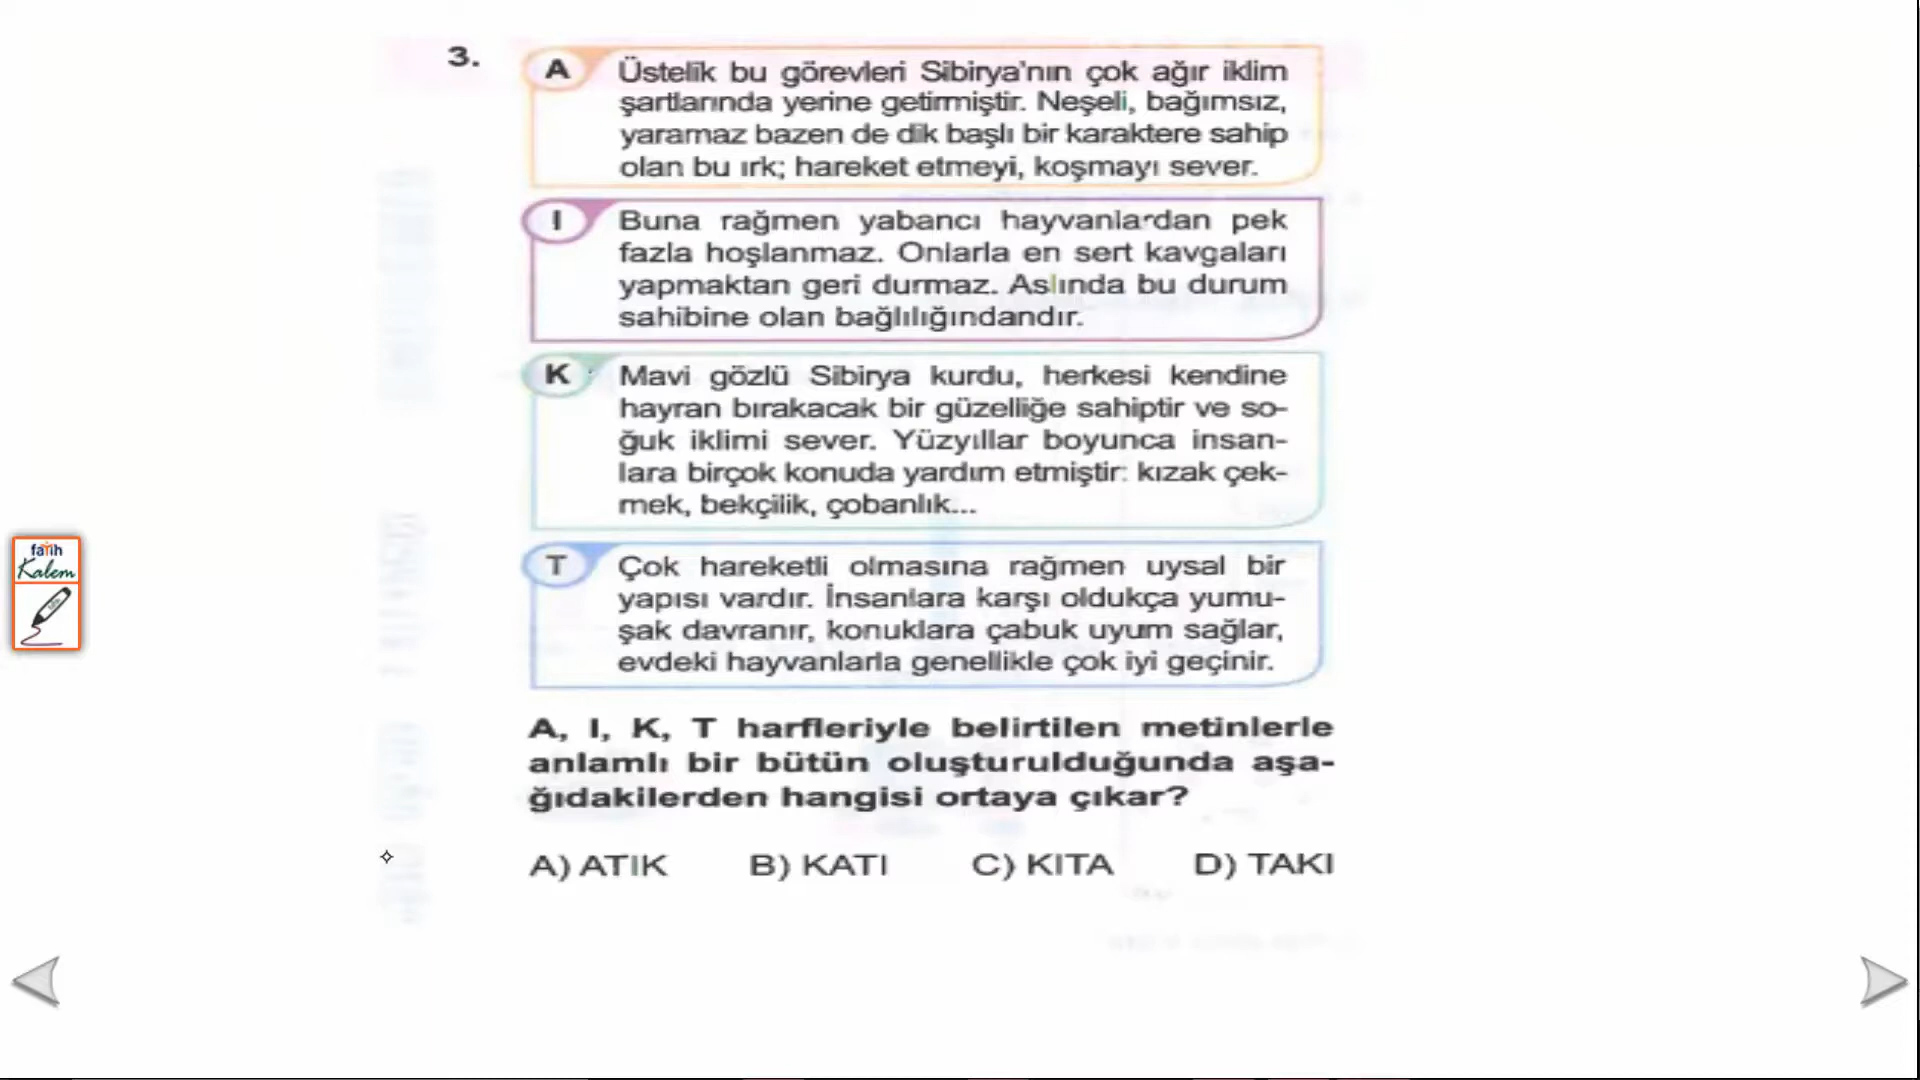 3.
A
Üstelik bu görevleri Sibirya'nın çok ağır iklim
şartlarında yerine getirmiştir. Neşeli, bağımsız,
yaramaz bazen de dik başlı bir karaktere sahip
olan bu ırk; hareket etmeyi, koşmayı sever.
I
Buna rağmen yabancı hayvanlardan pek
fazla hoşlanmaz. Onlarla en sert kavgaları
yapmaktan geri durmaz. Aslında bu durum
sahibine olan bağlılığındandır.
K
Mavi gözlü Sibirya kurdu, herkesi kendine
hayran bırakacak bir güzelliğe sahiptir ve so-
ğuk iklimi sever. Yüzyıllar boyunca insan-
lara birçok konuda yardım etmiştir: kızak çek-
mek, bekçilik, çobanlık...
T
Çok hareketli olmasına rağmen uysal bir
yapısı vardır. İnsanlara karşı oldukça yumu-
şak davranır, konuklara çabuk uyum sağlar,
evdeki hayvanlarla genellikle çok iyi geçinir.
A, I, K, T harfleriyle belirtilen metinlerle
anlamlı bir bütün oluşturulduğunda aşa-
ğıdakilerden hangisi ortaya çıkar?
A) ATIK B) KATI C) KITA D) TAKI
fatih
Kalem